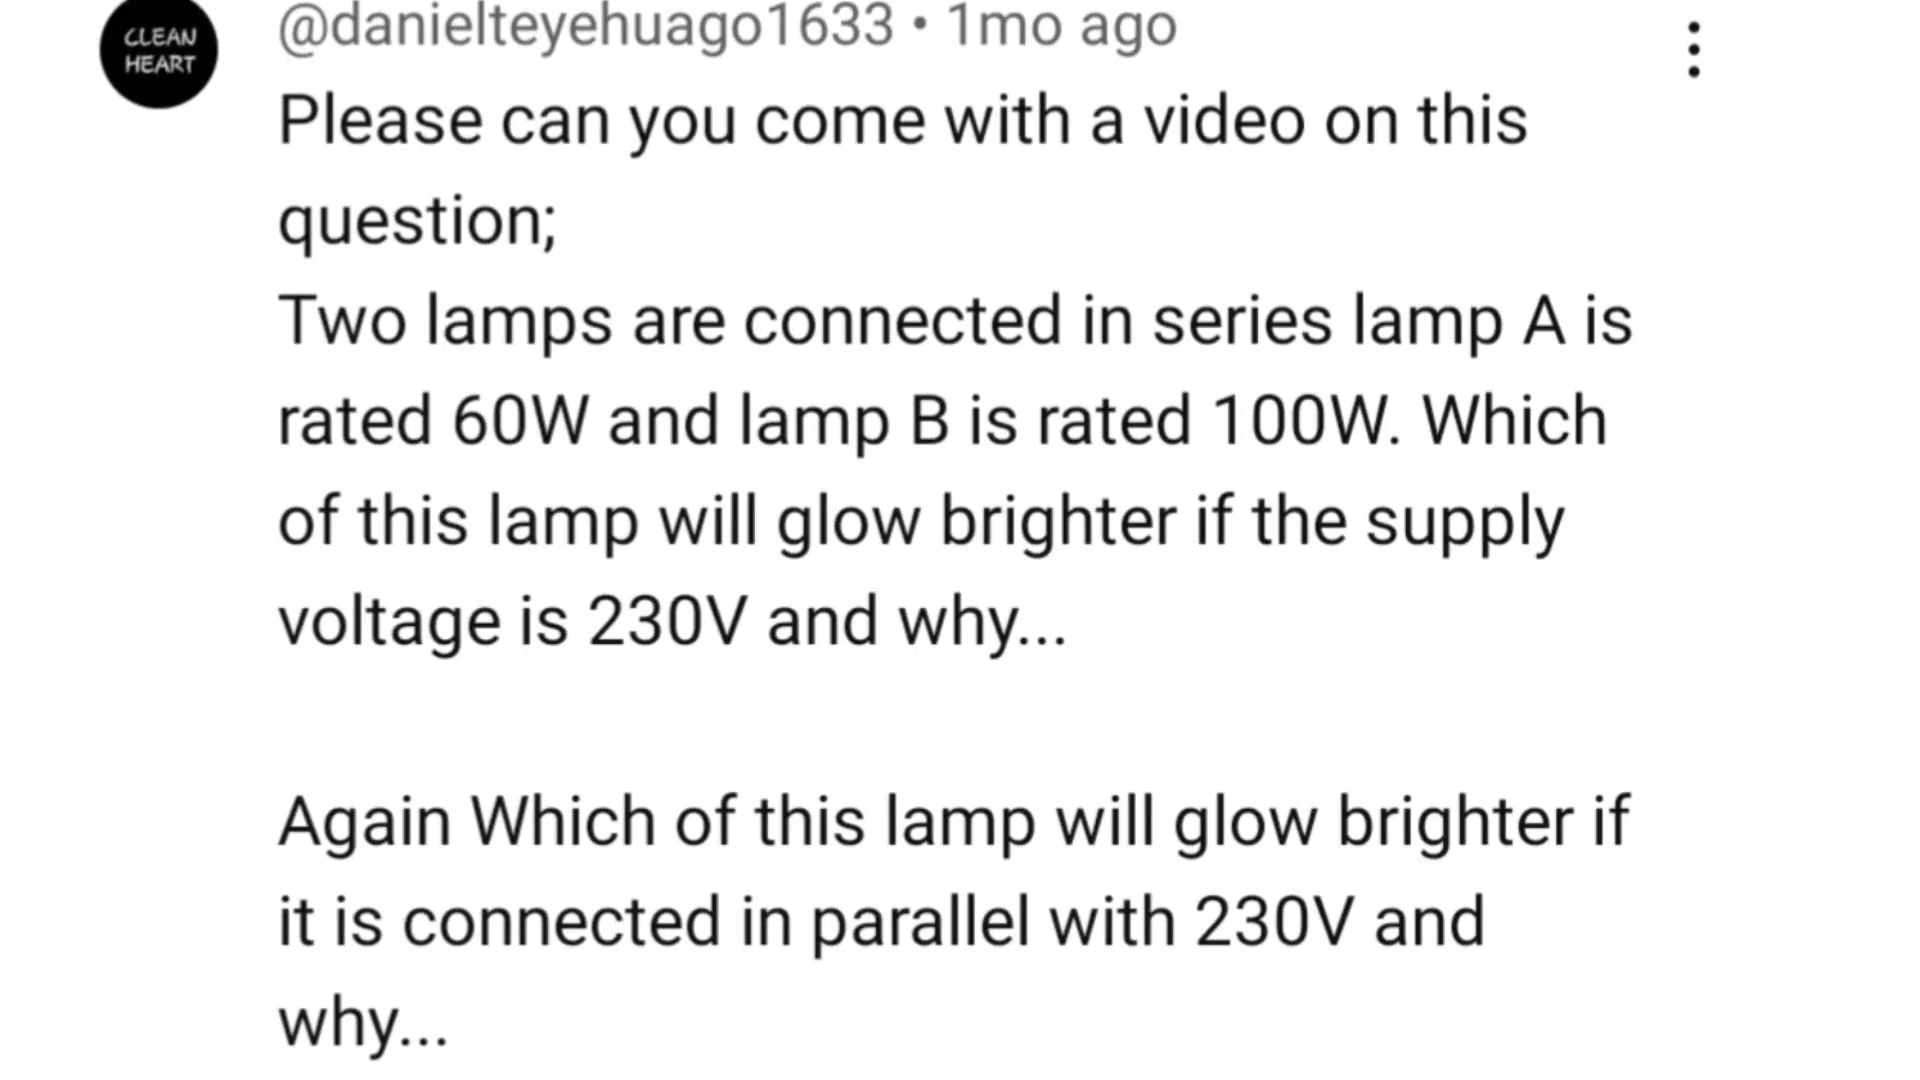 CLEAN
HEART
@danielteyehuago1633 • 1mo ago
Please can you come with a video on this
question;
Two lamps are connected in series lamp A is
rated 60W and lamp B is rated 100W. Which
of this lamp will glow brighter if the supply
voltage is 230V and why...
Again Which of this lamp will glow brighter if
it is connected in parallel with 230V and
why...